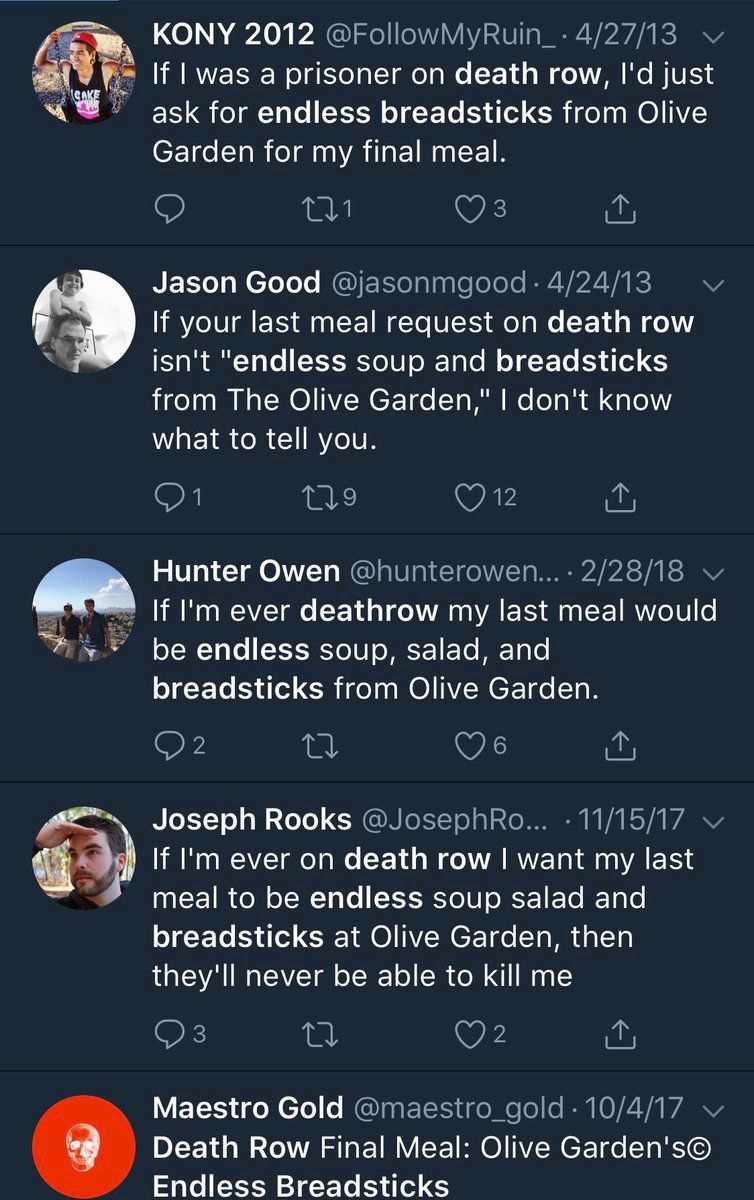 KONY 2012 @FollowMyRuin_ · 4/27/13
If I was a prisoner on death row, I'd just
ask for endless breadsticks from Olive
Garden for my final meal.
1 3
Jason Good @jasonmgood · 4/24/13
If your last meal request on death row
isn't "endless soup and breadsticks
from The Olive Garden," I don't know
what to tell you.
1 9 12
Hunter Owen @hunterowen... · 2/28/18
If I'm ever deathrow my last meal would
be endless soup, salad, and
breadsticks from Olive Garden.
2 6
Joseph Rooks @JosephRo... · 11/15/17
If I'm ever on death row I want my last
meal to be endless soup salad and
breadsticks at Olive Garden, then
they'll never be able to kill me
3 2
Maestro Gold @maestro_gold · 10/4/17
Death Row Final Meal: Olive Garden's©
Endless Breadsticks